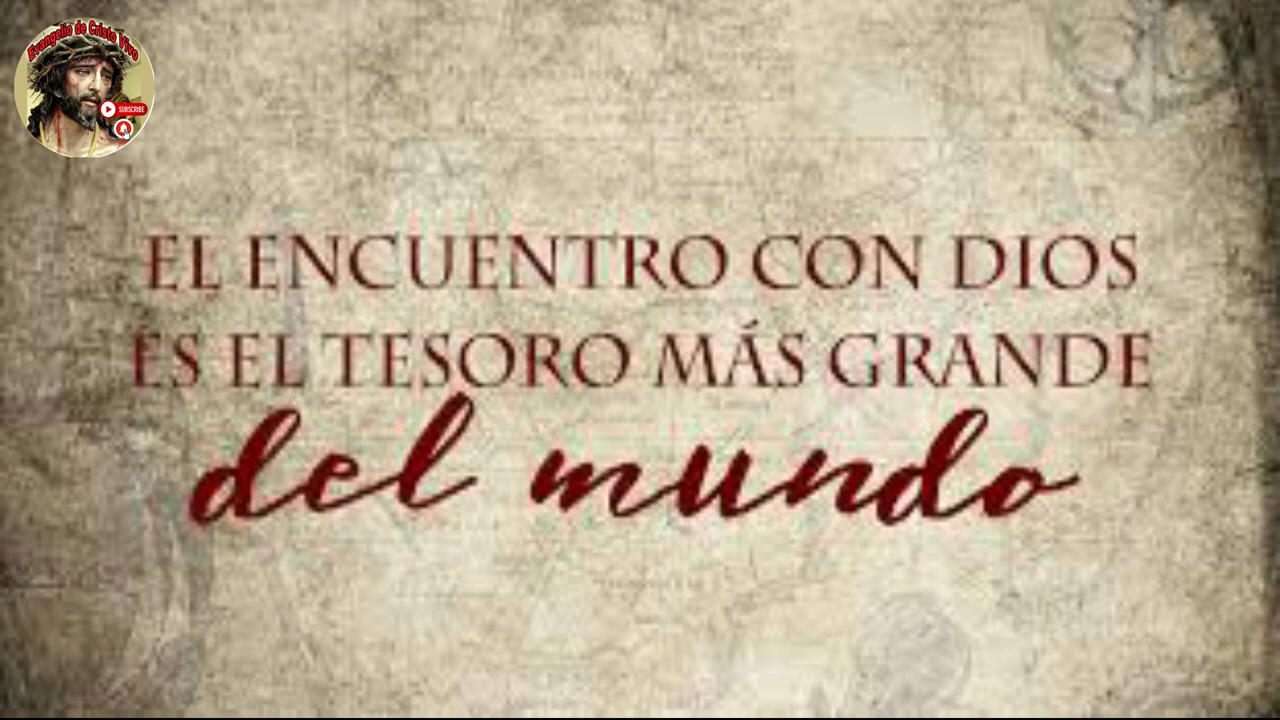 Evangelio de Cristo Vivo
SUBSCRIBE
EL ENCUENTRO CON DIOS
ES EL TESORO MÁS GRANDE
del mundo